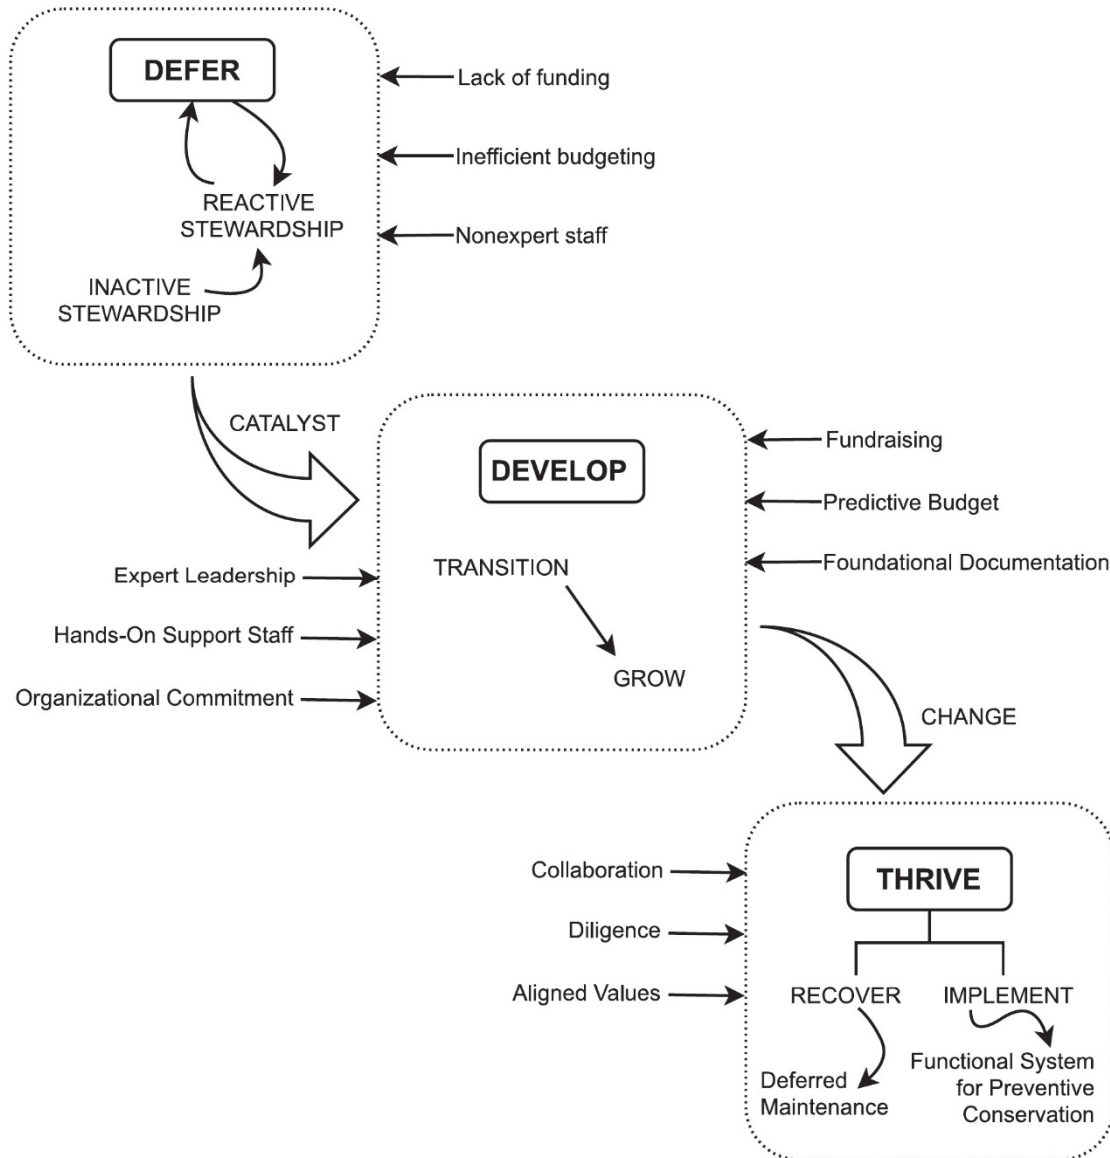 DEFER
Lack of funding
Inefficient budgeting
REACTIVE
STEWARDSHIP
Nonexpert staff
INACTIVE
STEWARDSHIP
CATALYST
DEVELOP
Fundraising
Predictive Budget
Foundational Documentation
Expert Leadership
Hands-On Support Staff
Organizational Commitment
TRANSITION
GROW
CHANGE
Collaboration
Diligence
Aligned Values
THRIVE
RECOVER
IMPLEMENT
Deferred
Maintenance
Functional System
for Preventive
Conservation